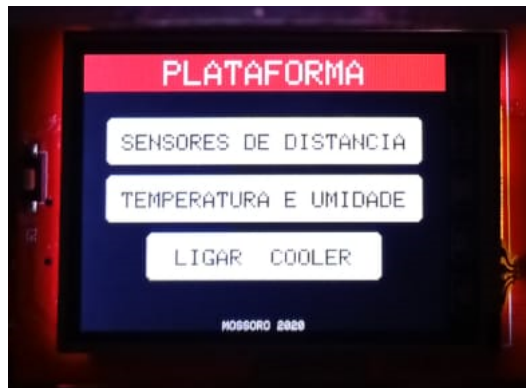 PLATAFORMA
SENSORES DE DISTANCIA
TEMPERATURA E UMIDADE
LIGAR COOLER
MOSSORO 2020